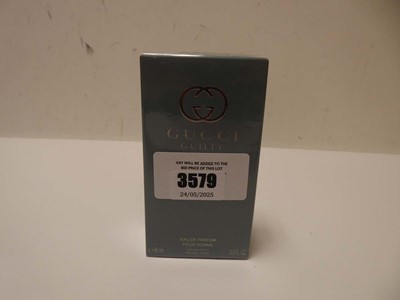 GUCCI
GUILTY
VAT WILL BE ADDED TO THE
BID PRICE OF THIS LOT
3579
24/05/2025
EAU DE PARFUM
POUR HOMME